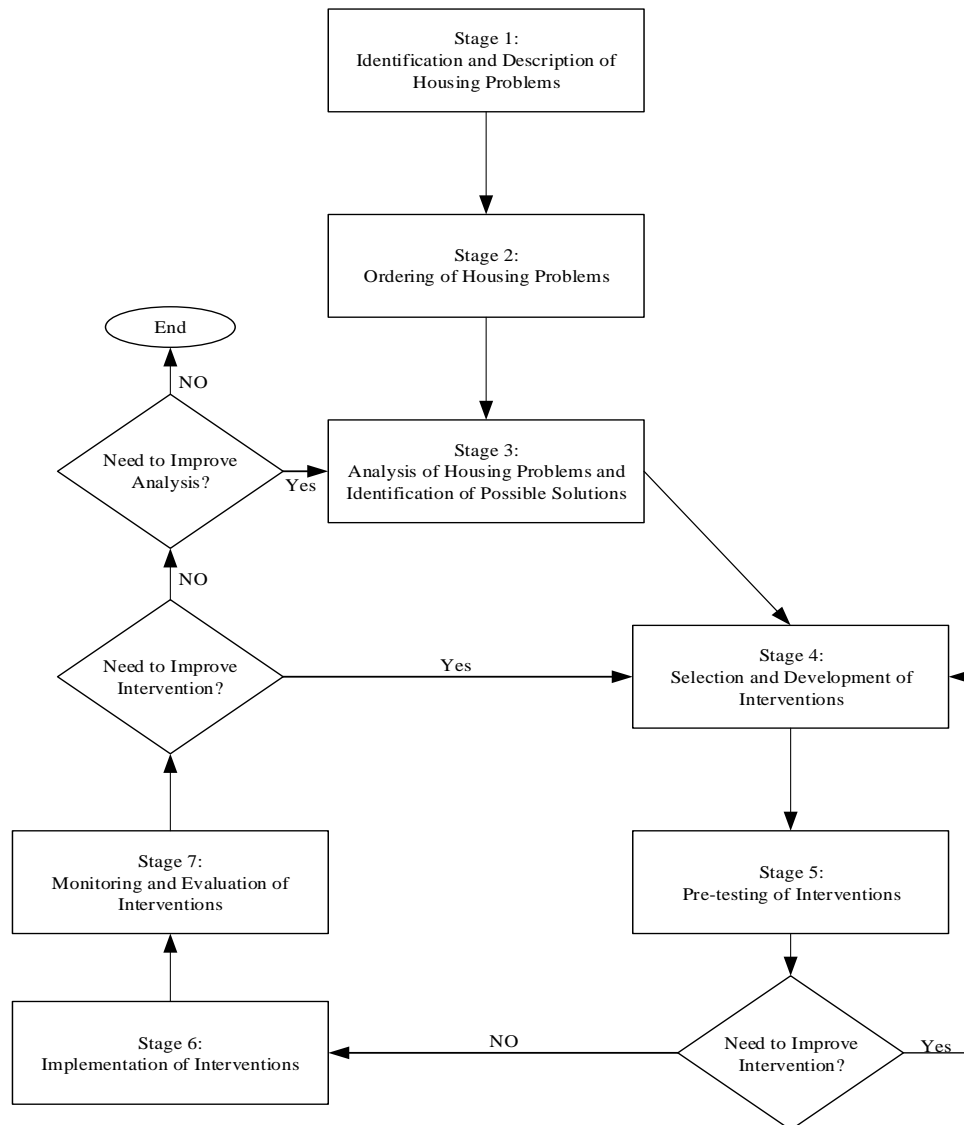 Stage 1:
Identification and Description of
Housing Problems
Stage 2:
Ordering of Housing Problems
End
NO
Need to Improve
Analysis?
Yes
Stage 3:
Analysis of Housing Problems and
Identification of Possible Solutions
NO
Need to Improve
Intervention?
Yes
Stage 4:
Selection and Development of
Interventions
Stage 7:
Monitoring and Evaluation of
Interventions
Stage 5:
Pre-testing of Interventions
Stage 6:
Implementation of Interventions
NO
Need to Improve
Intervention?
Yes